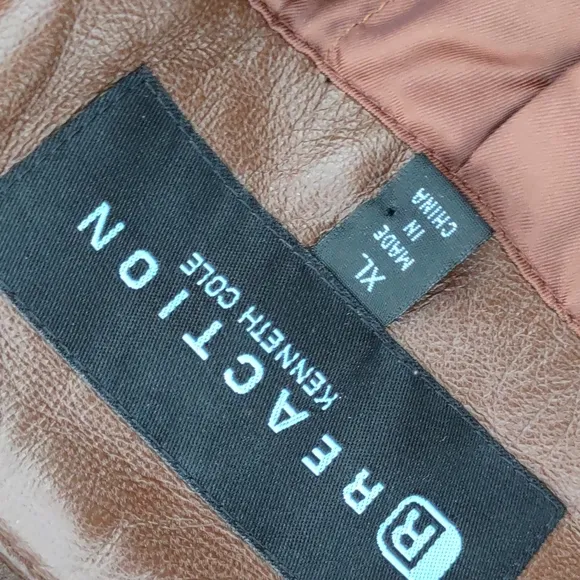 R REACTION
KENNETH COLE
XL
MADE
IN
CHINA